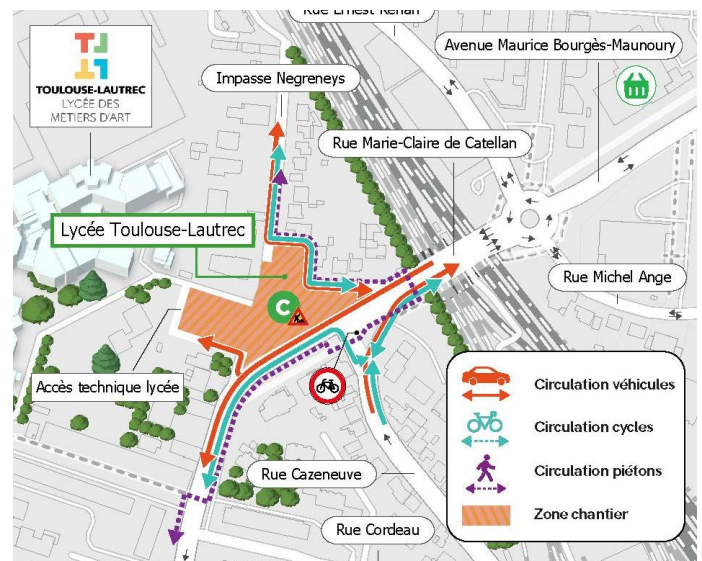 Rue Ernest Renan
Avenue Maurice Bourgès-Maunoury
TOULOUSE-LAUTREC
LYCÉE DES
MÉTIERS D'ART
Impasse Negreneys
Rue Marie-Claire de Catellan
Lycée Toulouse-Lautrec
Rue Michel Ange
C
Accès technique lycée
Circulation véhicules
Circulation cycles
Circulation piétons
Zone chantier
Rue Cazeneuve
Rue Cordeau